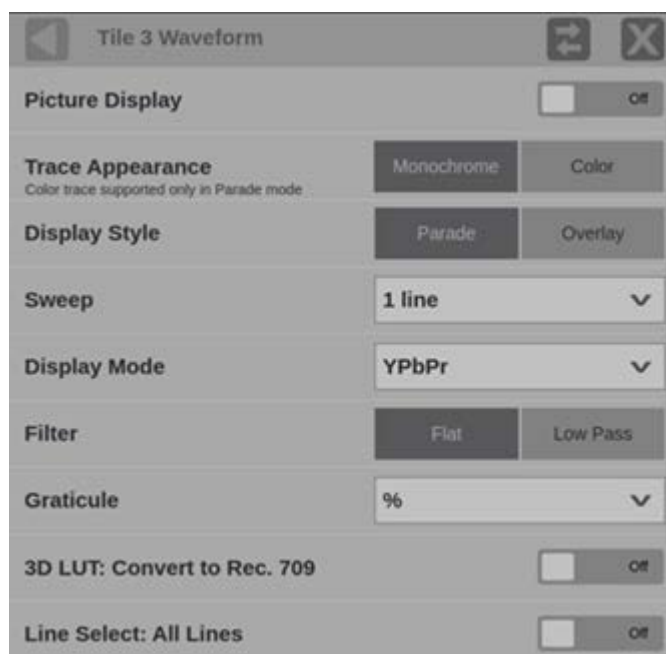 Tile 3 Waveform
Picture Display Off
Trace Appearance Monochrome Color
Color trace supported only in Parade mode
Display Style Parade Overlay
Sweep 1 line
Display Mode YPbPr
Filter Flat Low Pass
Graticule %
3D LUT: Convert to Rec. 709 Off
Line Select: All Lines Off